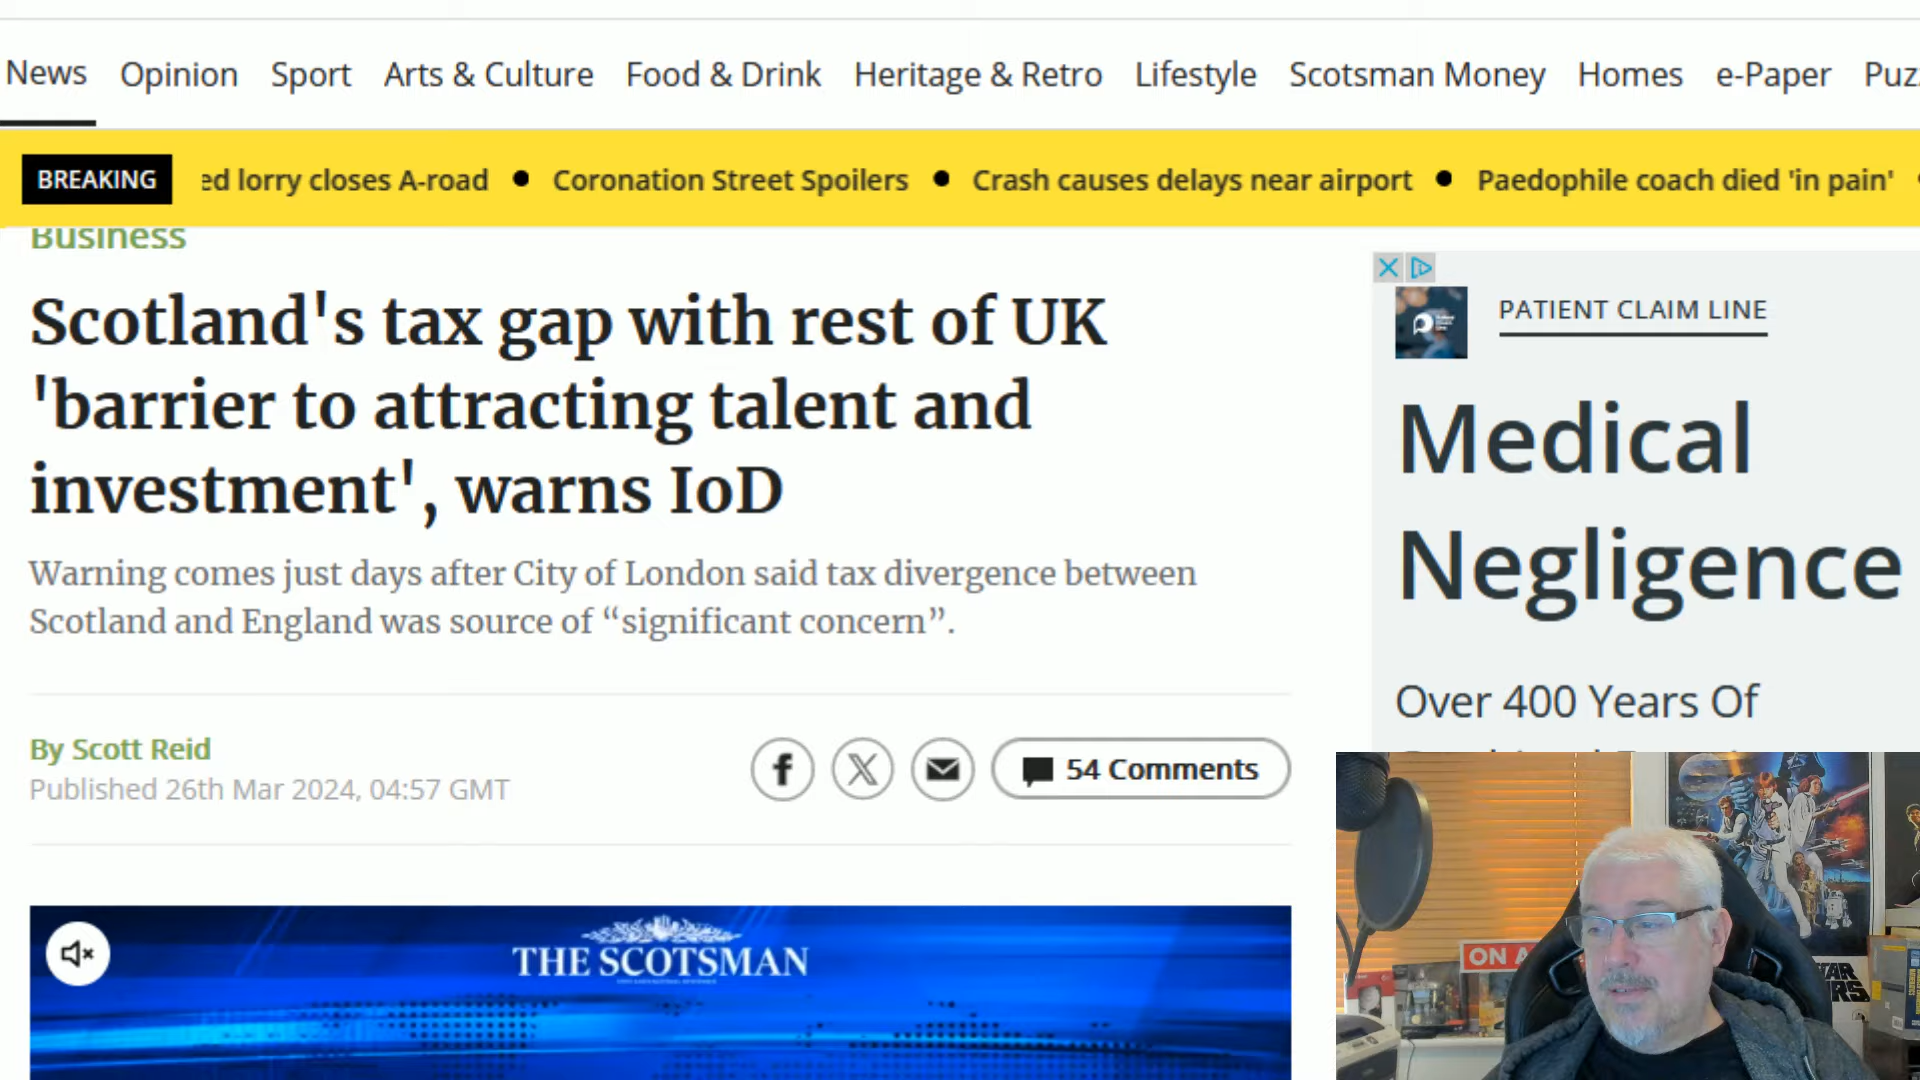 News Opinion Sport Arts & Culture Food & Drink Heritage & Retro Lifestyle Scotsman Money Homes e-Paper
BREAKING ed lorry closes A-road • Coronation Street Spoilers • Crash causes delays near airport • Paedophile coach died 'in pain'
Business
Scotland's tax gap with rest of UK
'barrier to attracting talent and
investment', warns IoD
Warning comes just days after City of London said tax divergence between
Scotland and England was source of “significant concern”.
By Scott Reid
Published 26th Mar 2024, 04:57 GMT
54 Comments
THE SCOTSMAN
PATIENT CLAIM LINE
Medical
Negligence
Over 400 Years Of
ON A
WARS